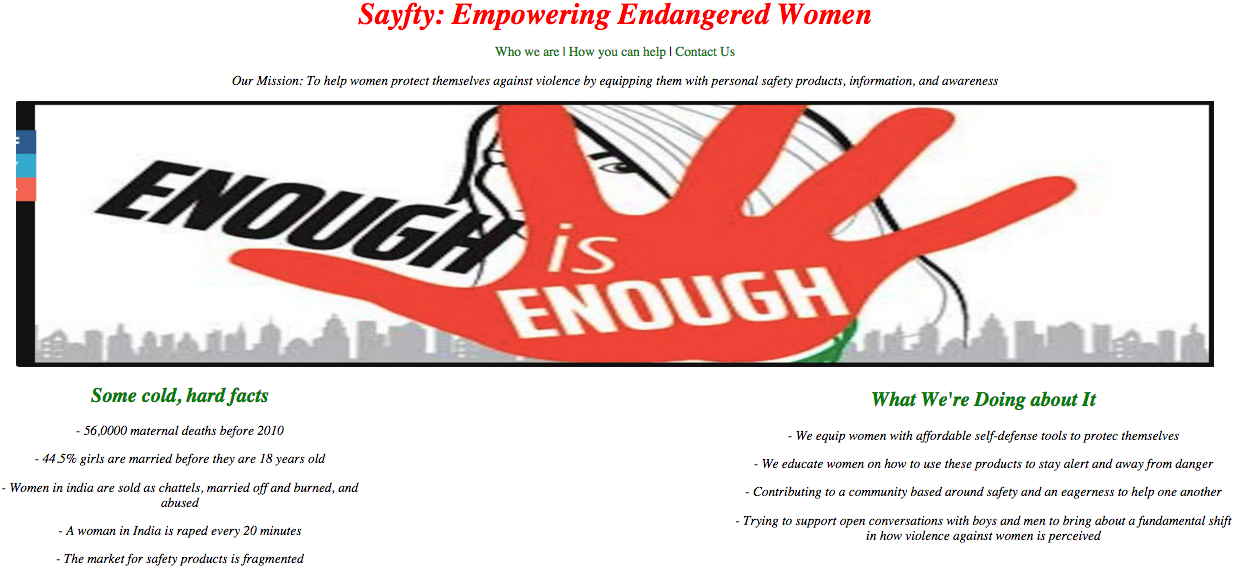 Sayfty: Empowering Endangered Women
Who we are | How you can help | Contact Us
Our Mission: To help women protect themselves against violence by equipping them with personal safety products, information, and awareness
ENOUGH
is
ENOUGH
Some cold, hard facts
- 56,0000 maternal deaths before 2010
- 44.5% girls are married before they are 18 years old
- Women in india are sold as chattels, married off and burned, and
abused
- A woman in India is raped every 20 minutes
- The market for safety products is fragmented
What We're Doing about It
- We equip women with affordable self-defense tools to protec themselves
- We educate women on how to use these products to stay alert and away from danger
- Contributing to a community based around safety and an eagerness to help one another
- Trying to support open conversations with boys and men to bring about a fundamental shift
in how violence against women is perceived